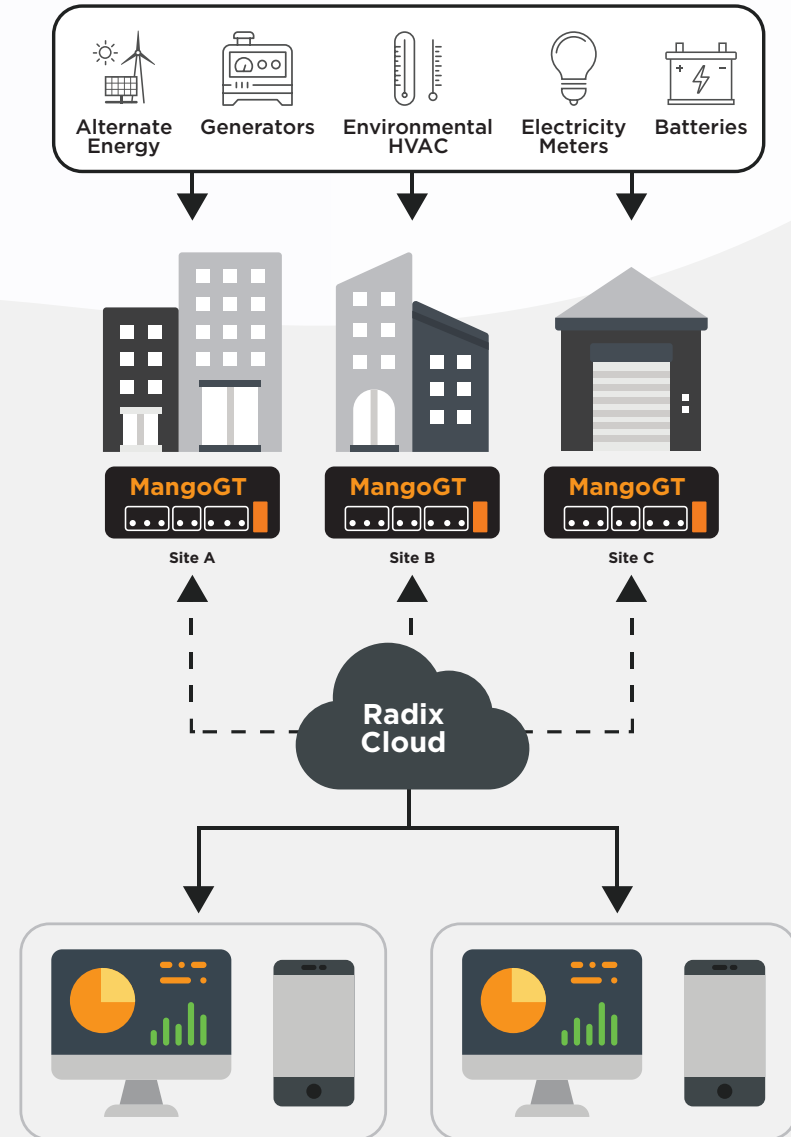 Alternate
Energy
Generators
Environmental
HVAC
Electricity
Meters
Batteries
MangoGT
MangoGT
MangoGT
Site A
Site B
Site C
Radix
Cloud